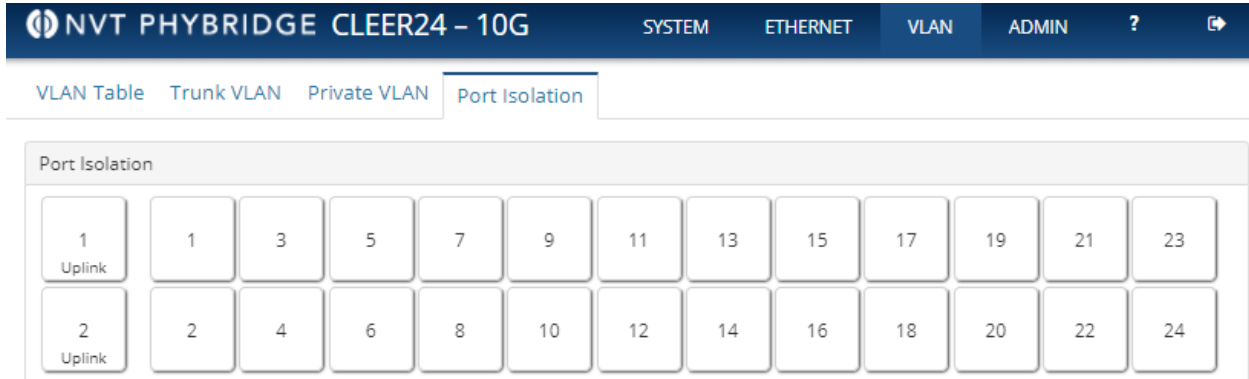 NVT PHYBRIDGE CLEER24 – 10G SYSTEM ETHERNET VLAN ADMIN ?
VLAN Table Trunk VLAN Private VLAN Port Isolation
Port Isolation
1 1 3 5 7 9 11 13 15 17 19 21 23
Uplink
2 2 4 6 8 10 12 14 16 18 20 22 24
Uplink